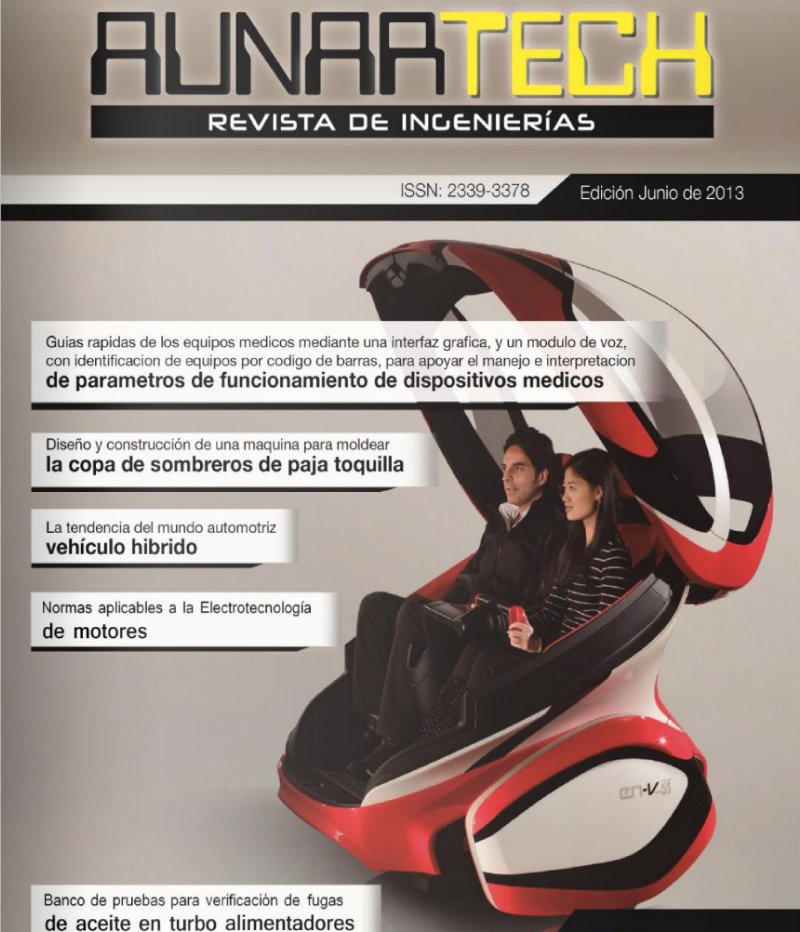 AUNARTECH
REVISTA DE INGENIERÍAS
ISSN: 2339-3378
Edición Junio de 2013
Guias rapidas de los equipos medicos mediante una interfaz grafica, y un modulo de voz,
con identificacion de equipos por codigo de barras, para apoyar el manejo e interpretacion
de parametros de funcionamiento de dispositivos medicos
Diseño y construcción de una maquina para moldear
la copa de sombreros de paja toquilla
La tendencia del mundo automotriz
vehículo hibrido
Normas aplicables a la Electrotecnología
de motores
en-V
Banco de pruebas para verificación de fugas
de aceite en turbo alimentadores